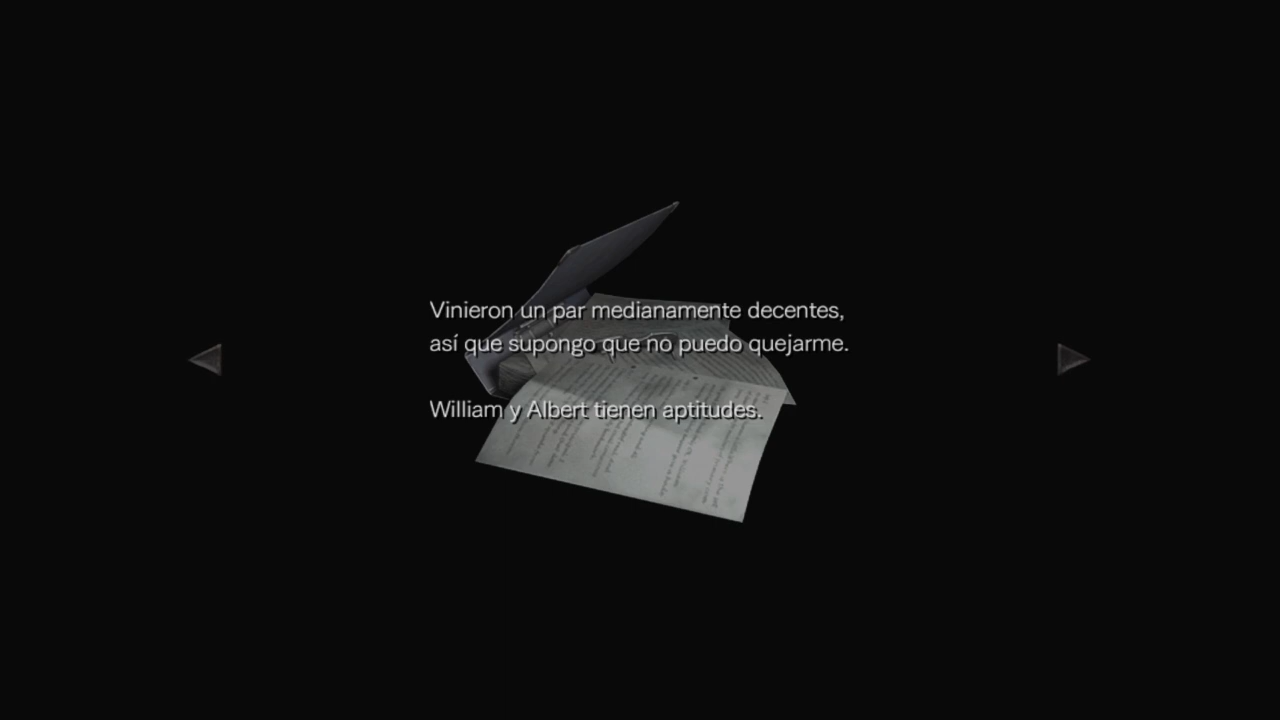 Vinieron un par medianamente decentes,
así que supongo que no puedo quejarme.
William y Albert tienen aptitudes.